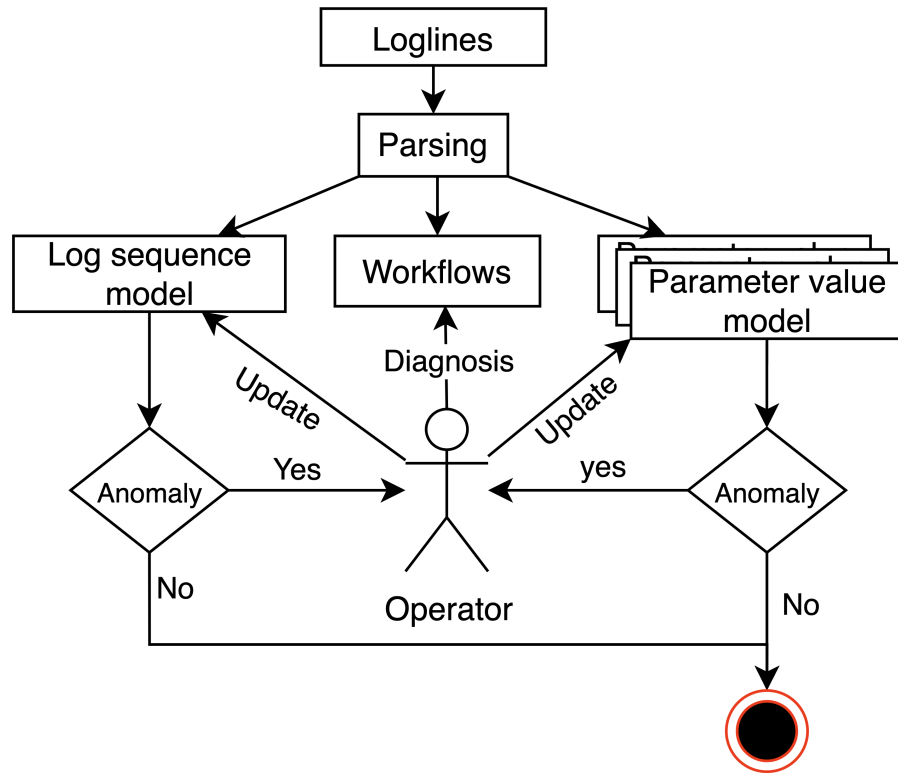 Loglines
Parsing
Log sequence
model
Workflows
Parameter value
model
Diagnosis
Update
Update
Anomaly
Yes
yes
Anomaly
No
Operator
No